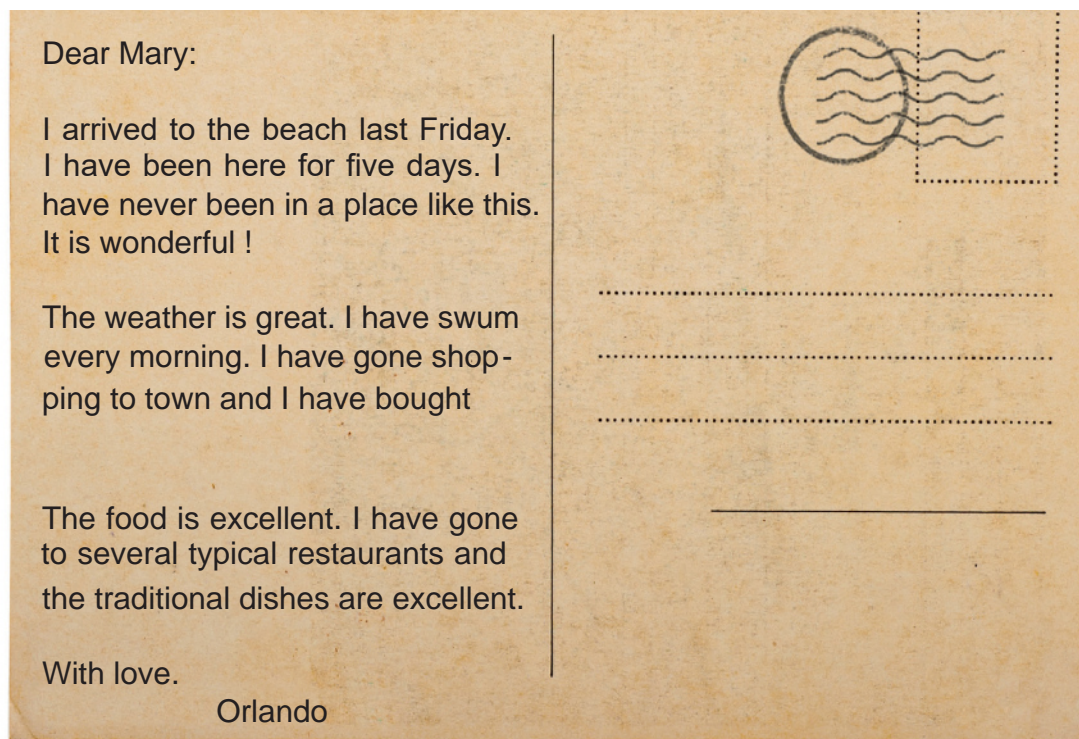 Dear Mary:
I arrived to the beach last Friday.
I have been here for five days. I
have never been in a place like this.
It is wonderful !
The weather is great. I have swum
every morning. I have gone shop-
ping to town and I have bought
The food is excellent. I have gone
to several typical restaurants and
the traditional dishes are excellent.
With love.
Orlando